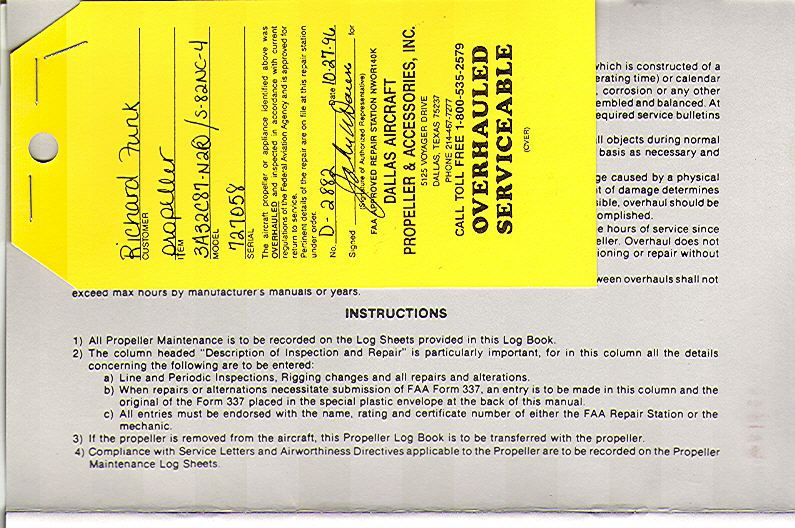 Richard Funk
CUSTOMER
propeller
ITEM
3A32C87-N2R / S-82NC-4
MODEL
727058
SERIAL
The aircraft propeller or appliance identified above was
OVERHAULED and inspected in accordance with current
regulations of the Federal Aviation Agency and is approved for
return to service.
Pertinent details of the repair are on file at this repair station
under order.
No. D-2882 Date 10-27-96
Signed for
(Signature of Authorized Representative)
FAA APPROVED REPAIR STATION NWOR140K
DALLAS AIRCRAFT
PROPELLER & ACCESSORIES, INC.
5125 VOYAGER DRIVE
DALLAS, TEXAS 75237
PHONE 214-467-7277
CALL TOLL FREE 1-800-535-2579
OVERHAULED
SERVICEABLE
(OVER)
which is constructed of a
erating time) or calendar
, corrosion or any other
embled and balanced. At
equired service bulletins
ll objects during normal
basis as necessary and
ge caused by a physical
t of damage determines
sible, overhaul should be
omplished.
e hours of service since
eller. Overhaul does not
ioning or repair without
ween overhauls shall not
exceed max hours by manufacturer's manuals or years.
INSTRUCTIONS
1) All Propeller Maintenance is to be recorded on the Log Sheets provided in this Log Book.
2) The column headed "Description of Inspection and Repair" is particularly important, for in this column all the details
concerning the following are to be entered:
a) Line and Periodic Inspections, Rigging changes and all repairs and alterations.
b) When repairs or alternations necessitate submission of FAA Form 337, an entry is to be made in this column and the
original of the Form 337 placed in the special plastic envelope at the back of this manual.
c) All entries must be endorsed with the name, rating and certificate number of either the FAA Repair Station or the
mechanic.
3) If the propeller is removed from the aircraft, this Propeller Log Book is to be transferred with the propeller.
4) Compliance with Service Letters and Airworthiness Directives applicable to the Propeller are to be recorded on the Propeller
Maintenance Log Sheets.